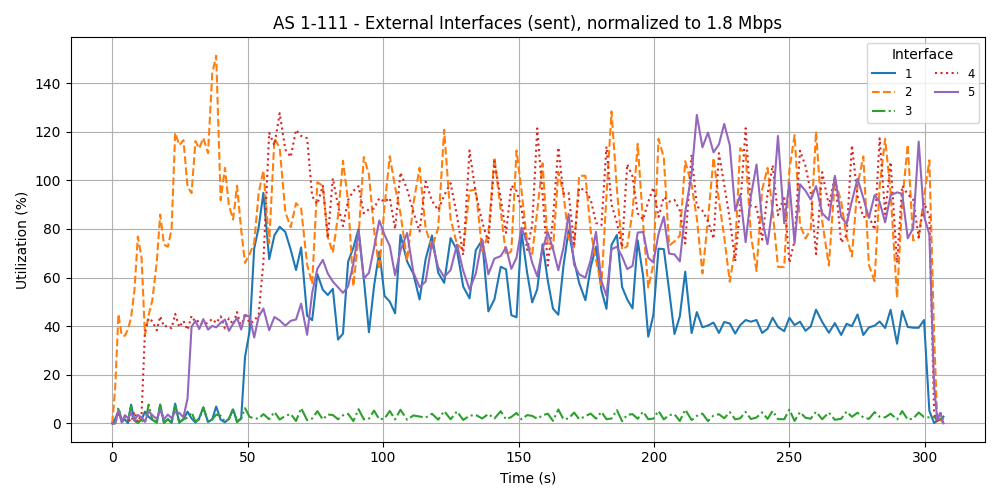 AS 1-111 - External Interfaces (sent), normalized to 1.8 Mbps
Utilization (%)
140
120
100
80
60
40
20
0
0 50 100 150 200 250 300
Time (s)
Interface
1
2
3
4
5